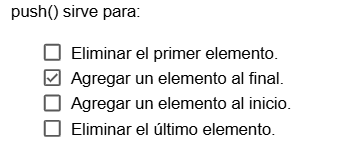 push() sirve para:
Eliminar el primer elemento.
Agregar un elemento al final.
Agregar un elemento al inicio.
Eliminar el último elemento.